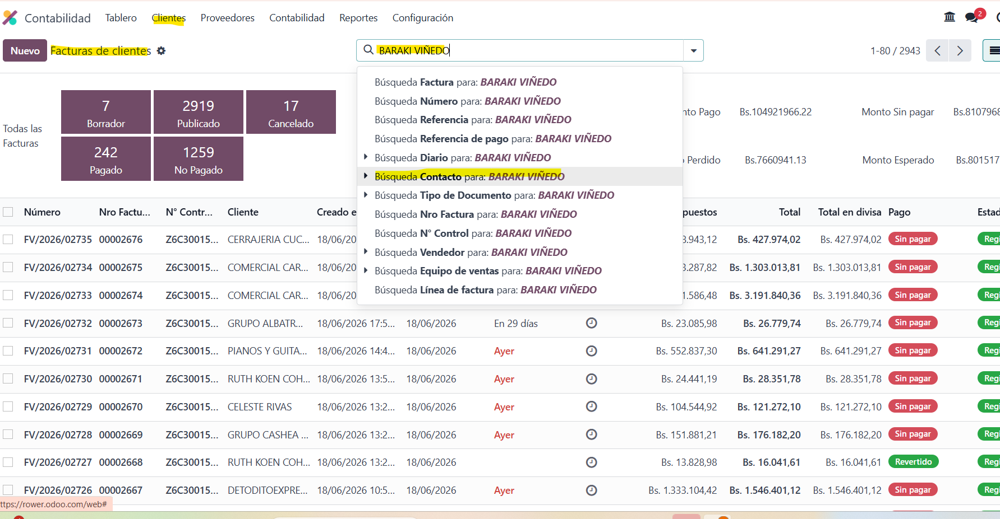 Contabilidad Tablero Clientes Proveedores Contabilidad Reportes Configuración 2
Nuevo Facturas de clientes BARAKI VIÑEDO 1-80 / 2943
Búsqueda Factura para: BARAKI VIÑEDO
Búsqueda Número para: BARAKI VIÑEDO
Búsqueda Referencia para: BARAKI VIÑEDO
Búsqueda Referencia de pago para: BARAKI VIÑEDO
Búsqueda Diario para: BARAKI VIÑEDO
Búsqueda Contacto para: BARAKI VIÑEDO
Búsqueda Tipo de Documento para: BARAKI VIÑEDO
Búsqueda Nro Factura para: BARAKI VIÑEDO
Búsqueda N° Control para: BARAKI VIÑEDO
Búsqueda Vendedor para: BARAKI VIÑEDO
Búsqueda Equipo de ventas para: BARAKI VIÑEDO
Búsqueda Línea de factura para: BARAKI VIÑEDO
Todas las
Facturas
7
Borrador
2919
Publicado
17
Cancelado
242
Pagado
1259
No Pagado
nto Pago Bs.104921966.22 Monto Sin pagar Bs.8107968
Perdido Bs.7660941.13 Monto Esperado Bs.801517
Número Nro Factu... N° Contr... Cliente Creado e puestos Total Total en divisa Pago Estad
FV/2026/02735 00002676 Z6C30015... CERRAJERIA CUC... 18/06/20 3.943,12 Bs. 427.974,02 Bs. 427.974,02 Sin pagar Regi
FV/2026/02734 00002675 Z6C30015... COMERCIAL CAR... 18/06/20 3.287,82 Bs. 1.303.013,81 Bs. 1.303.013,81 Sin pagar Regi
FV/2026/02733 00002674 Z6C30015... COMERCIAL CAR... 18/06/20 1.586,48 Bs. 3.191.840,36 Bs. 3.191.840,36 Sin pagar Regi
FV/2026/02732 00002673 Z6C30015... GRUPO ALBATR... 18/06/2026 17:5... 18/06/2026 En 29 días Bs. 23.085,98 Bs. 26.779,74 Bs. 26.779,74 Sin pagar Regi
FV/2026/02731 00002672 Z6C30015... PIANOS Y GUITA... 18/06/2026 14:4... 18/06/2026 Ayer Bs. 552.837,30 Bs. 641.291,27 Bs. 641.291,27 Sin pagar Regi
FV/2026/02730 00002671 Z6C30015... RUTH KOEN COH... 18/06/2026 13:5... 18/06/2026 Ayer Bs. 24.441,19 Bs. 28.351,78 Bs. 28.351,78 Sin pagar Regi
FV/2026/02729 00002670 Z6C30015... CELESTE RIVAS 18/06/2026 13:2... 18/06/2026 Ayer Bs. 104.544,92 Bs. 121.272,10 Bs. 121.272,10 Sin pagar Regi
FV/2026/02728 00002669 Z6C30015... GRUPO CASHEA ... 18/06/2026 13:2... 18/06/2026 Ayer Bs. 151.881,21 Bs. 176.182,20 Bs. 176.182,20 Sin pagar Regi
FV/2026/02727 00002668 Z6C30015... RUTH KOEN COH... 18/06/2026 13:2... 18/06/2026 Bs. 13.828,98 Bs. 16.041,61 Bs. 16.041,61 Revertido Regi
FV/2026/02726 00002667 Z6C30015... DETODITOEXPRE... 18/06/2026 10:5... 18/06/2026 Ayer Bs. 1.333.104,42 Bs. 1.546.401,12 Bs. 1.546.401,12 Sin pagar Regi
ttps://rower.odoo.com/web#